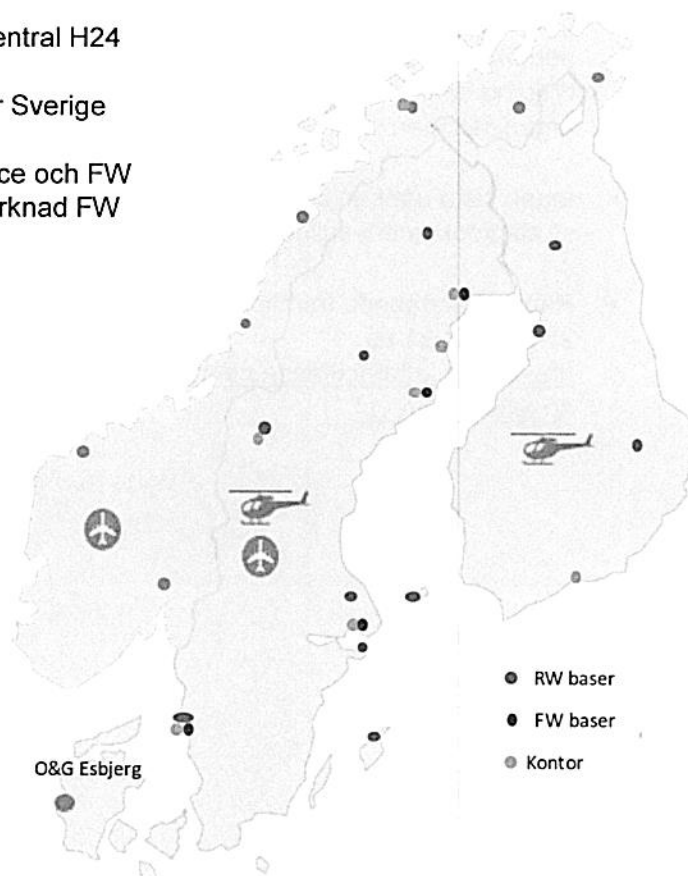 entral H24
r Sverige
ce och FW
rknad FW
O&G Esbjerg
RW baser
FW baser
Kontor